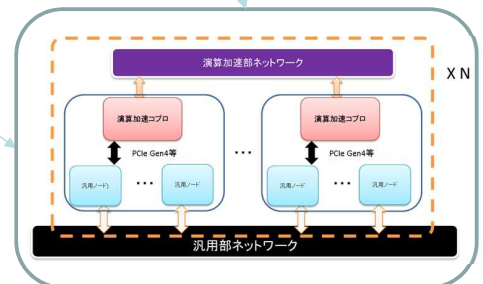 演算加速部ネットワーク
X N
演算加速コプロ
演算加速コプロ
PCIe Gen4等
...
PCIe Gen4等
汎用ノード)
...
汎用ノード
汎用ノード
...
汎用ノード
汎用部ネットワーク